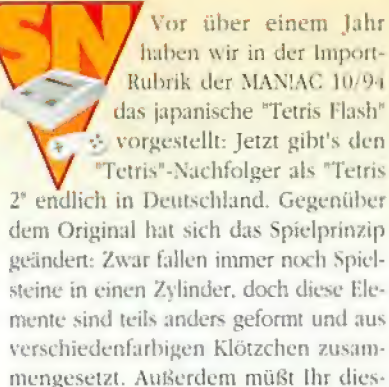 SN
Vor über einem Jahr
haben wir in der Import-
Rubrik der MAN!AC 10/94
das japanische "Tetris Flash"
vorgestellt: Jetzt gibt's den
"Tetris"-Nachfolger als "Tetris
2" endlich in Deutschland. Gegenüber
dem Original hat sich das Spielprinzip
geändert: Zwar fallen immer noch Spiel-
steine in einen Zylinder, doch diese Ele-
mente sind teils anders geformt und aus
verschiedenfarbigen Klötzchen zusam-
mengesetzt. Außerdem müßt Ihr dies-